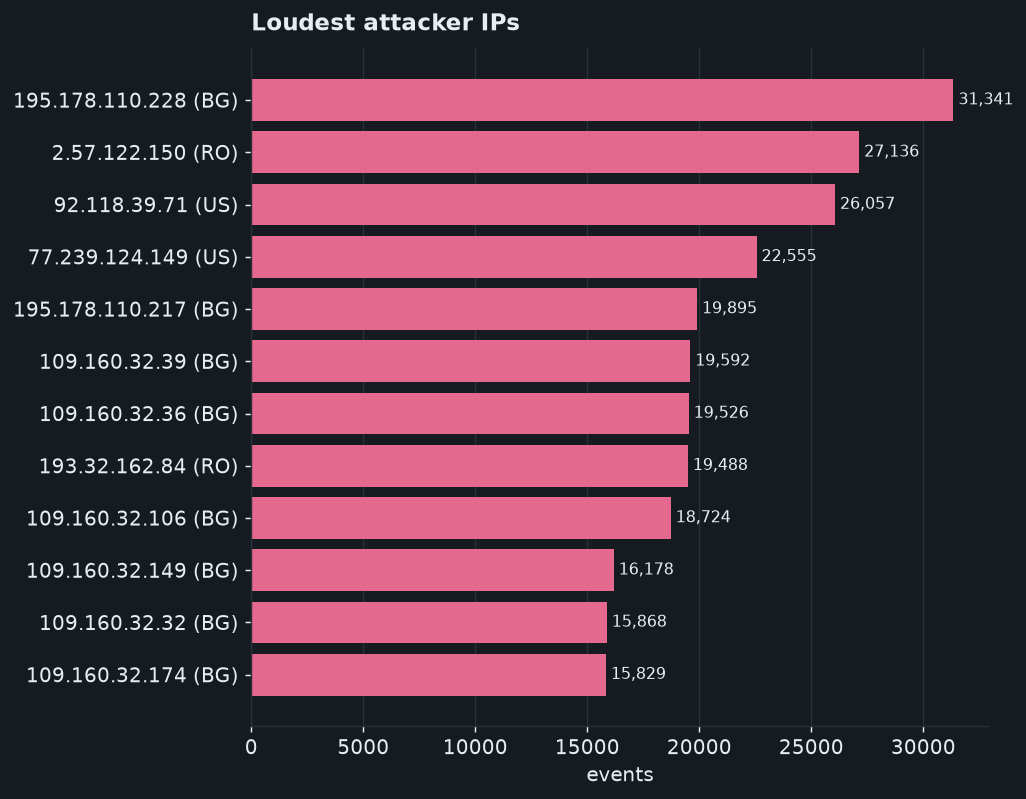 Loudest attacker IPs
195.178.110.228 (BG) 31,341
2.57.122.150 (RO) 27,136
92.118.39.71 (US) 26,057
77.239.124.149 (US) 22,555
195.178.110.217 (BG) 19,895
109.160.32.39 (BG) 19,592
109.160.32.36 (BG) 19,526
193.32.162.84 (RO) 19,488
109.160.32.106 (BG) 18,724
109.160.32.149 (BG) 16,178
109.160.32.32 (BG) 15,868
109.160.32.174 (BG) 15,829
0 5000 10000 15000 20000 25000 30000
events